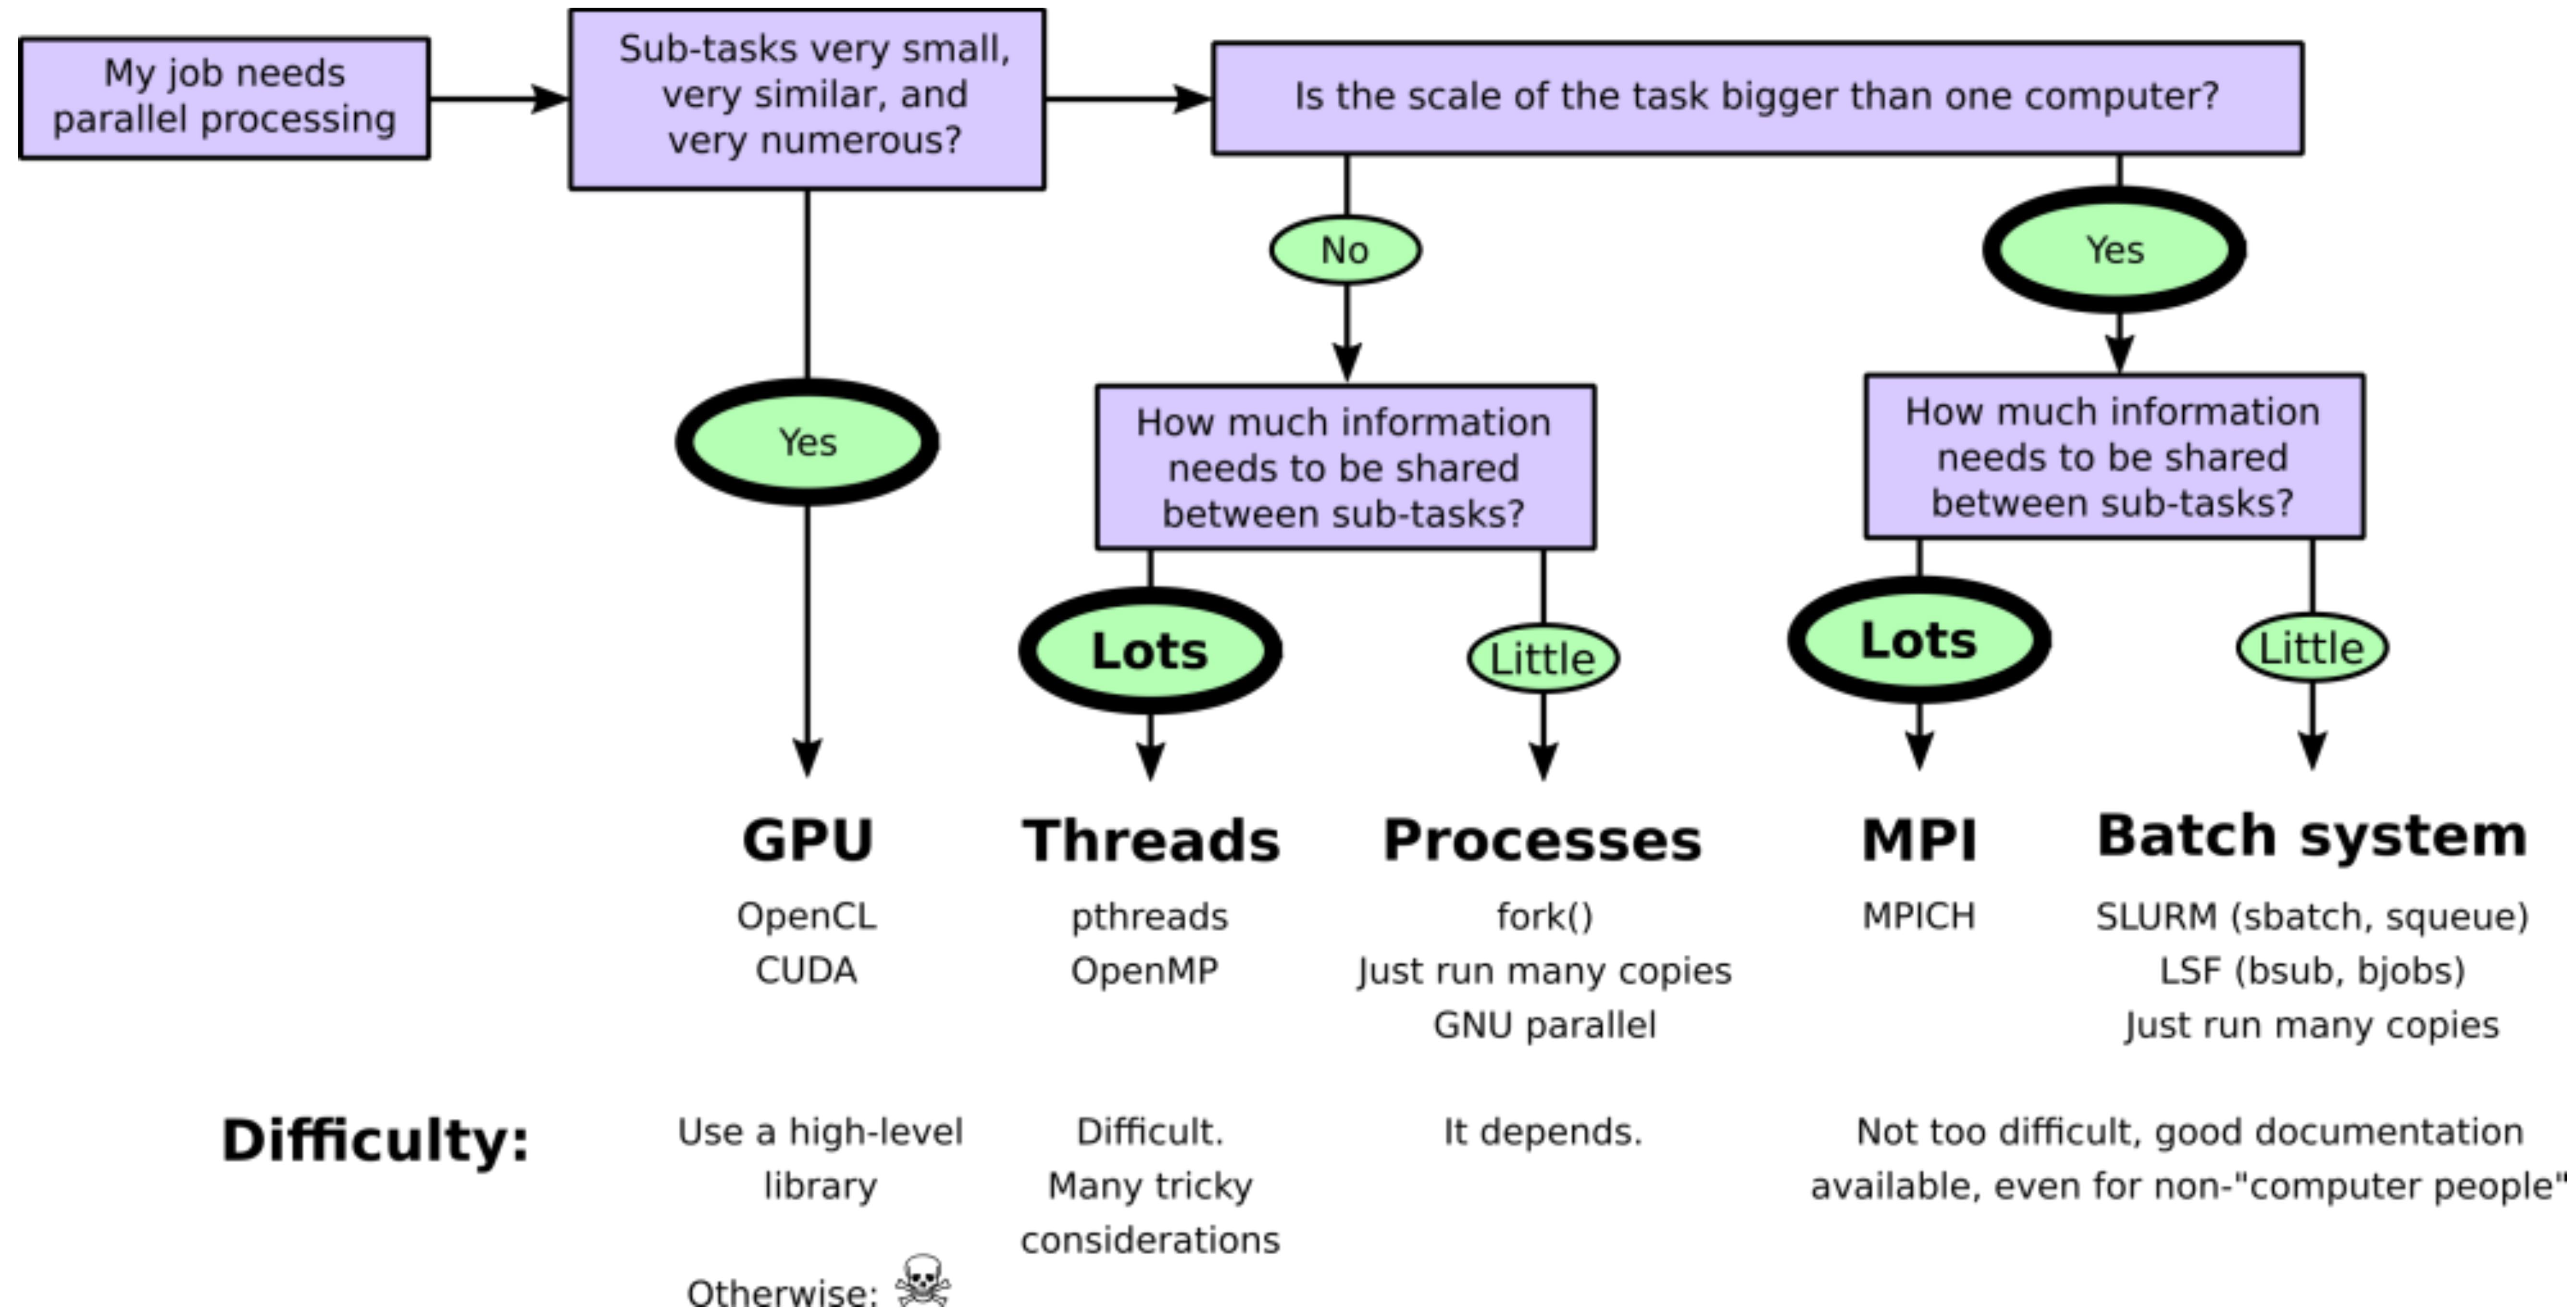 My job needs
parallel processing
Sub-tasks very small,
very similar, and
very numerous?
Is the scale of the task bigger than one computer?
No
Yes
Yes
How much information
needs to be shared
between sub-tasks?
How much information
needs to be shared
between sub-tasks?
Lots
Little
Lots
Little
GPU
OpenCL
CUDA
Threads
pthreads
OpenMP
Processes
fork()
Just run many copies
GNU parallel
MPI
MPICH
Batch system
SLURM (sbatch, squeue)
LSF (bsub, bjobs)
Just run many copies
Difficulty:
Use a high-level
library
Otherwise: ☠
Difficult.
Many tricky
considerations
It depends.
Not too difficult, good documentation
available, even for non-"computer people"